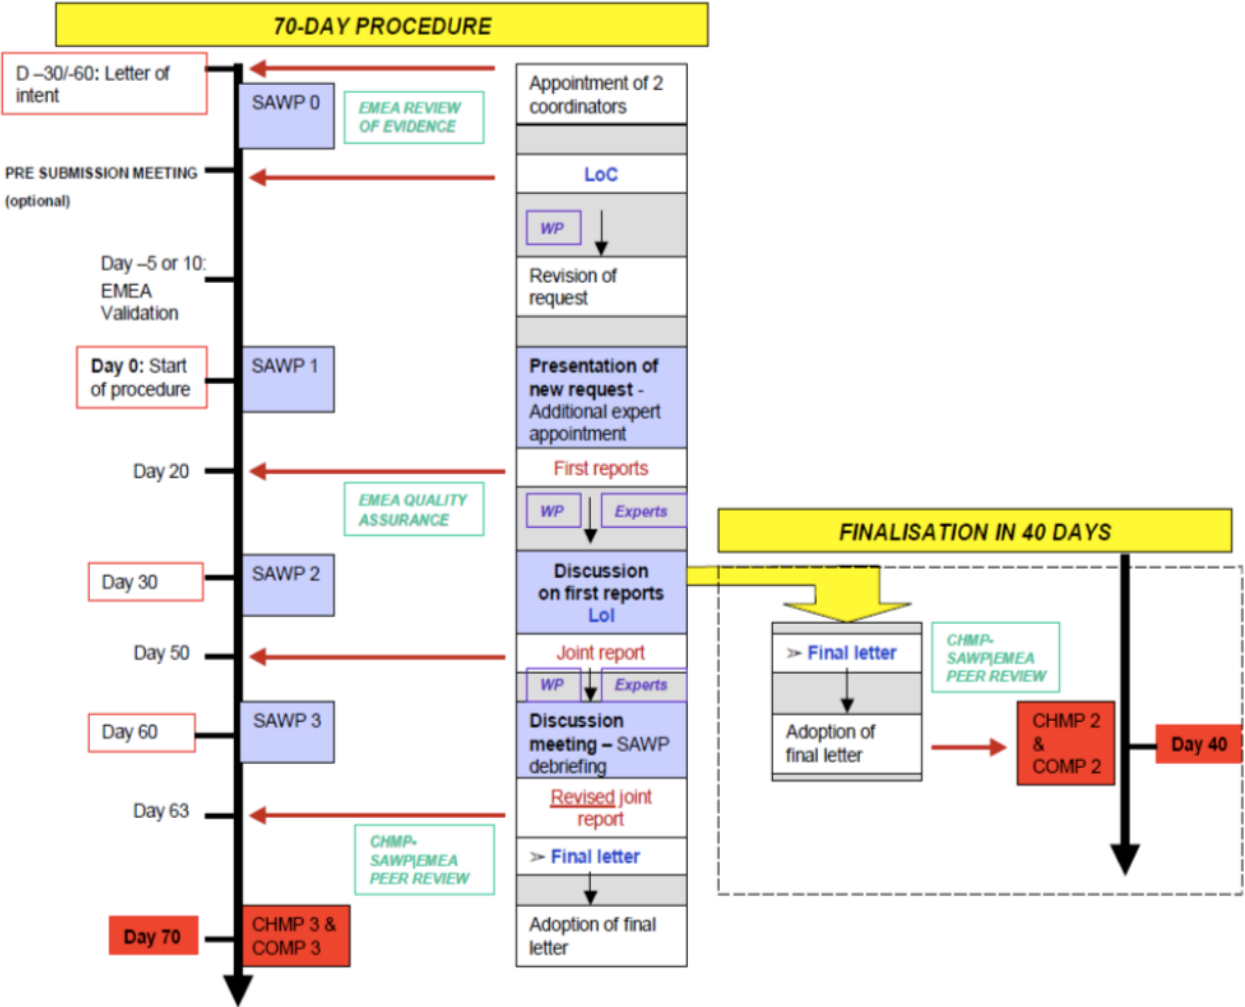 70-DAY PROCEDURE
D –30/-60: Letter of
intent
SAWP 0
EMEA REVIEW
OF EVIDENCE
Appointment of 2
coordinators
PRE SUBMISSION MEETING
(optional)
LoC
WP
Day –5 or 10:
EMEA
Validation
Revision of
request
Day 0: Start
of procedure
SAWP 1
Presentation of
new request -
Additional expert
appointment
Day 20
First reports
EMEA QUALITY
ASSURANCE
WP
Experts
Day 30
SAWP 2
Discussion
on first reports
LoI
Day 50
Joint report
WP
Experts
Day 60
SAWP 3
Discussion
meeting – SAWP
debriefing
Day 63
Revised joint
report
CHMP-
SAWP|EMEA
PEER REVIEW
➢ Final letter
Day 70
CHMP 3 &
COMP 3
Adoption of final
letter
FINALISATION IN 40 DAYS
➢ Final letter
CHMP-
SAWP|EMEA
PEER REVIEW
Adoption of
final letter
CHMP 2
&
COMP 2
Day 40